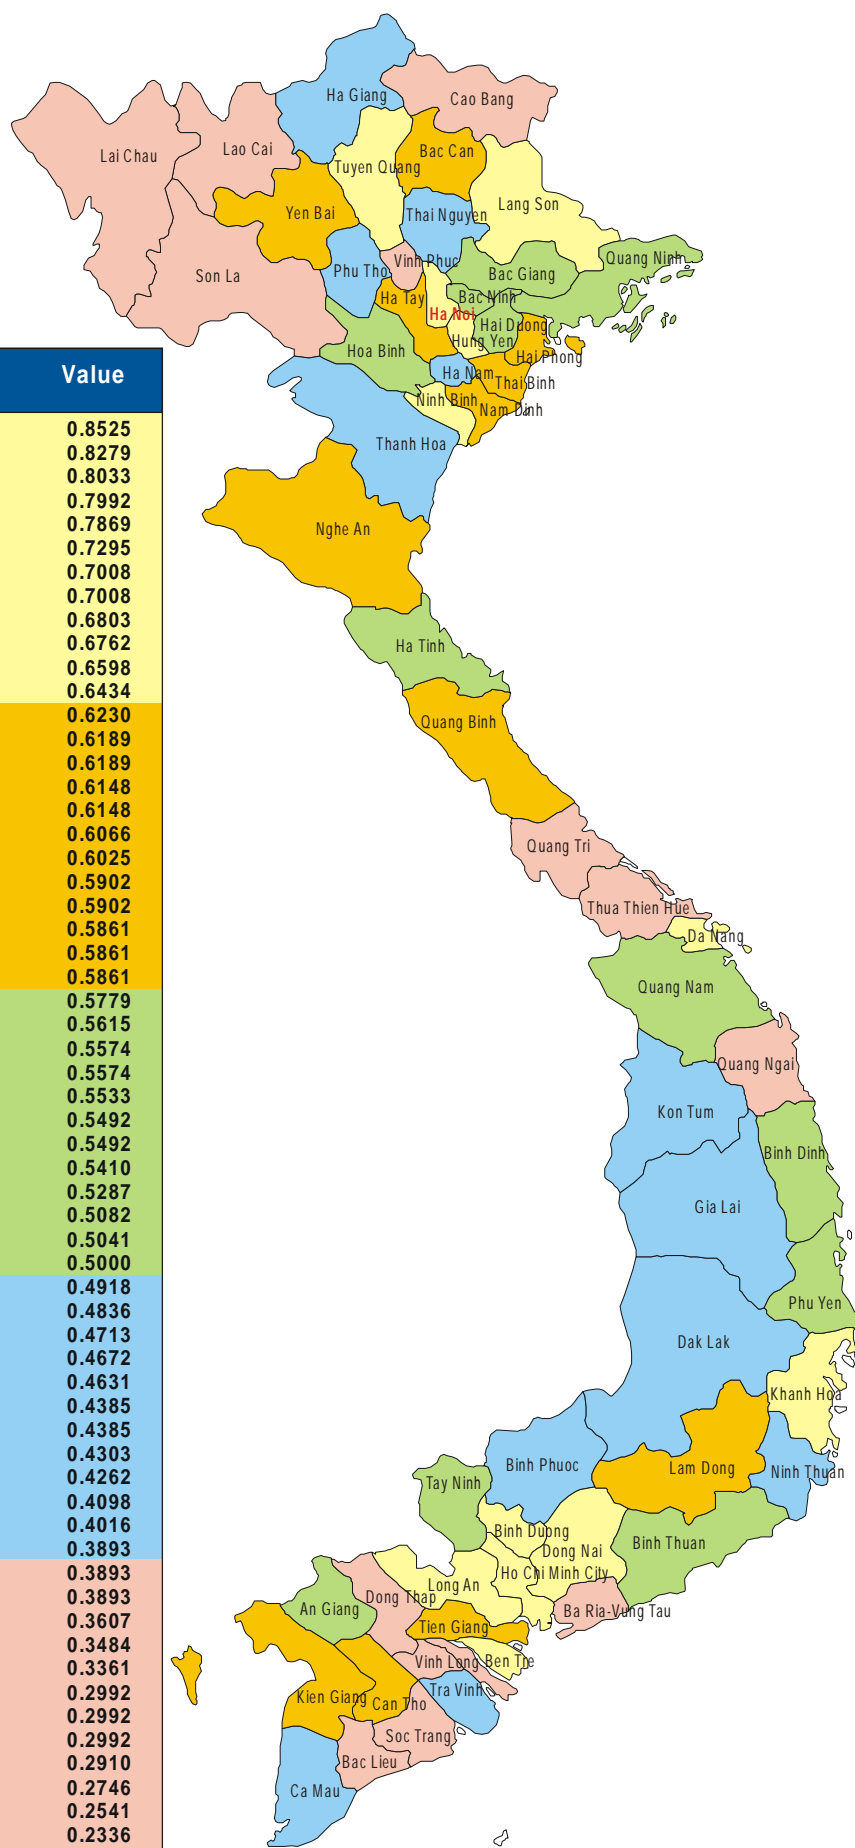 Ha Giang
Cao Bang
Lao Cai
Lai Chau
Bac Can
Tuyen Quang
Lang Son
Yen Bai
Thai Nguyen
Quang Ninh
Vinh Phuc
Phu Tho
Son La
Bac Giang
Ha Tay
Bac Ninh
Ha Noi
Hai Duong
Hung Yen
Hoa Binh
Hai Phong
Ha Nam
Thai Binh
Ninh Binh
Nam Dinh
Thanh Hoa
Nghe An
Ha Tinh
Quang Binh
Quang Tri
Thua Thien Hue
Da Nang
Quang Nam
Quang Ngai
Kon Tum
Binh Dinh
Gia Lai
Phu Yen
Dak Lak
Khanh Hoa
Binh Phuoc
Lam Dong
Ninh Thuan
Tay Ninh
Binh Duong
Dong Nai
Binh Thuan
Ho Chi Minh City
Long An
Dong Thap
An Giang
Ba Ria-Vung Tau
Tien Giang
Vinh Long
Ben Tre
Kien Giang
Can Tho
Tra Vinh
Soc Trang
Bac Lieu
Ca Mau
Value
0.8525
0.8279
0.8033
0.7992
0.7869
0.7295
0.7008
0.7008
0.6803
0.6762
0.6598
0.6434
0.6230
0.6189
0.6189
0.6148
0.6148
0.6066
0.6025
0.5902
0.5902
0.5861
0.5861
0.5861
0.5779
0.5615
0.5574
0.5574
0.5533
0.5492
0.5492
0.5410
0.5287
0.5082
0.5041
0.5000
0.4918
0.4836
0.4713
0.4672
0.4631
0.4385
0.4385
0.4303
0.4262
0.4098
0.4016
0.3893
0.3893
0.3893
0.3607
0.3484
0.3361
0.2992
0.2992
0.2992
0.2910
0.2746
0.2541
0.2336